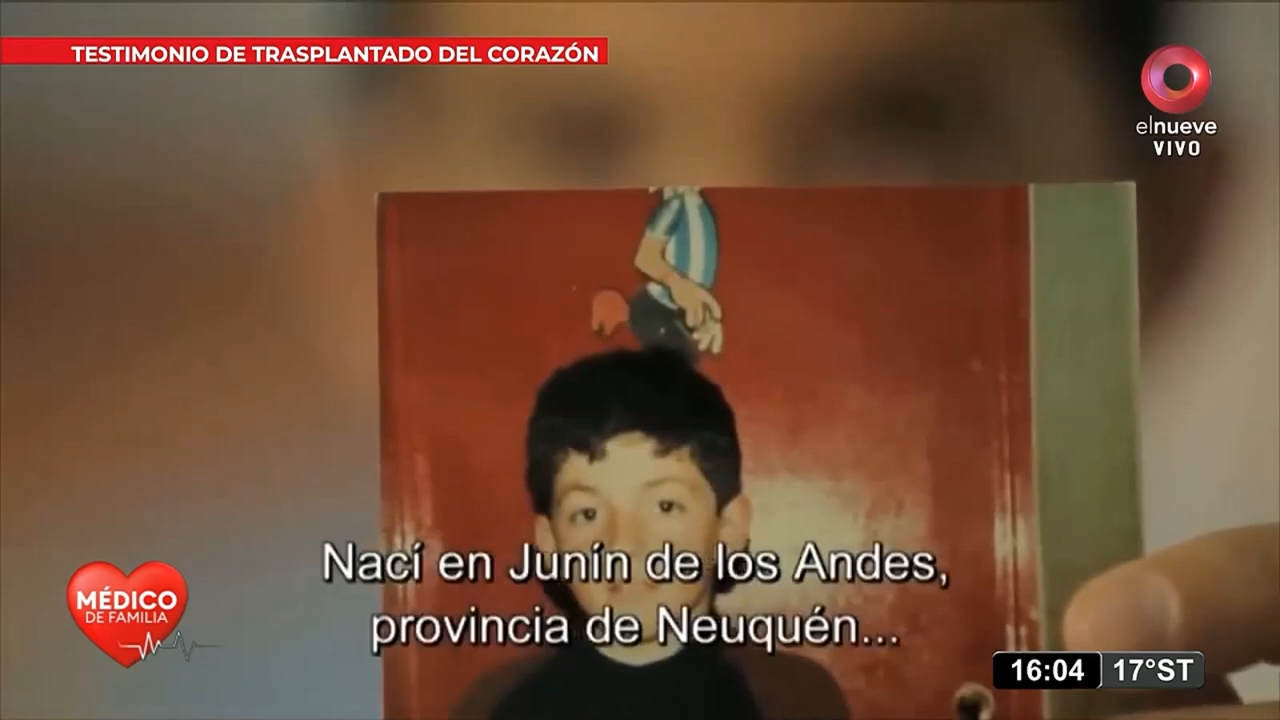 TESTIMONIO DE TRASPLANTADO DEL CORAZÓN
elnueve
VIVO
Nací en Junín de los Andes,
provincia de Neuquén...
MÉDICO
DE FAMILIA
16:04 17°ST